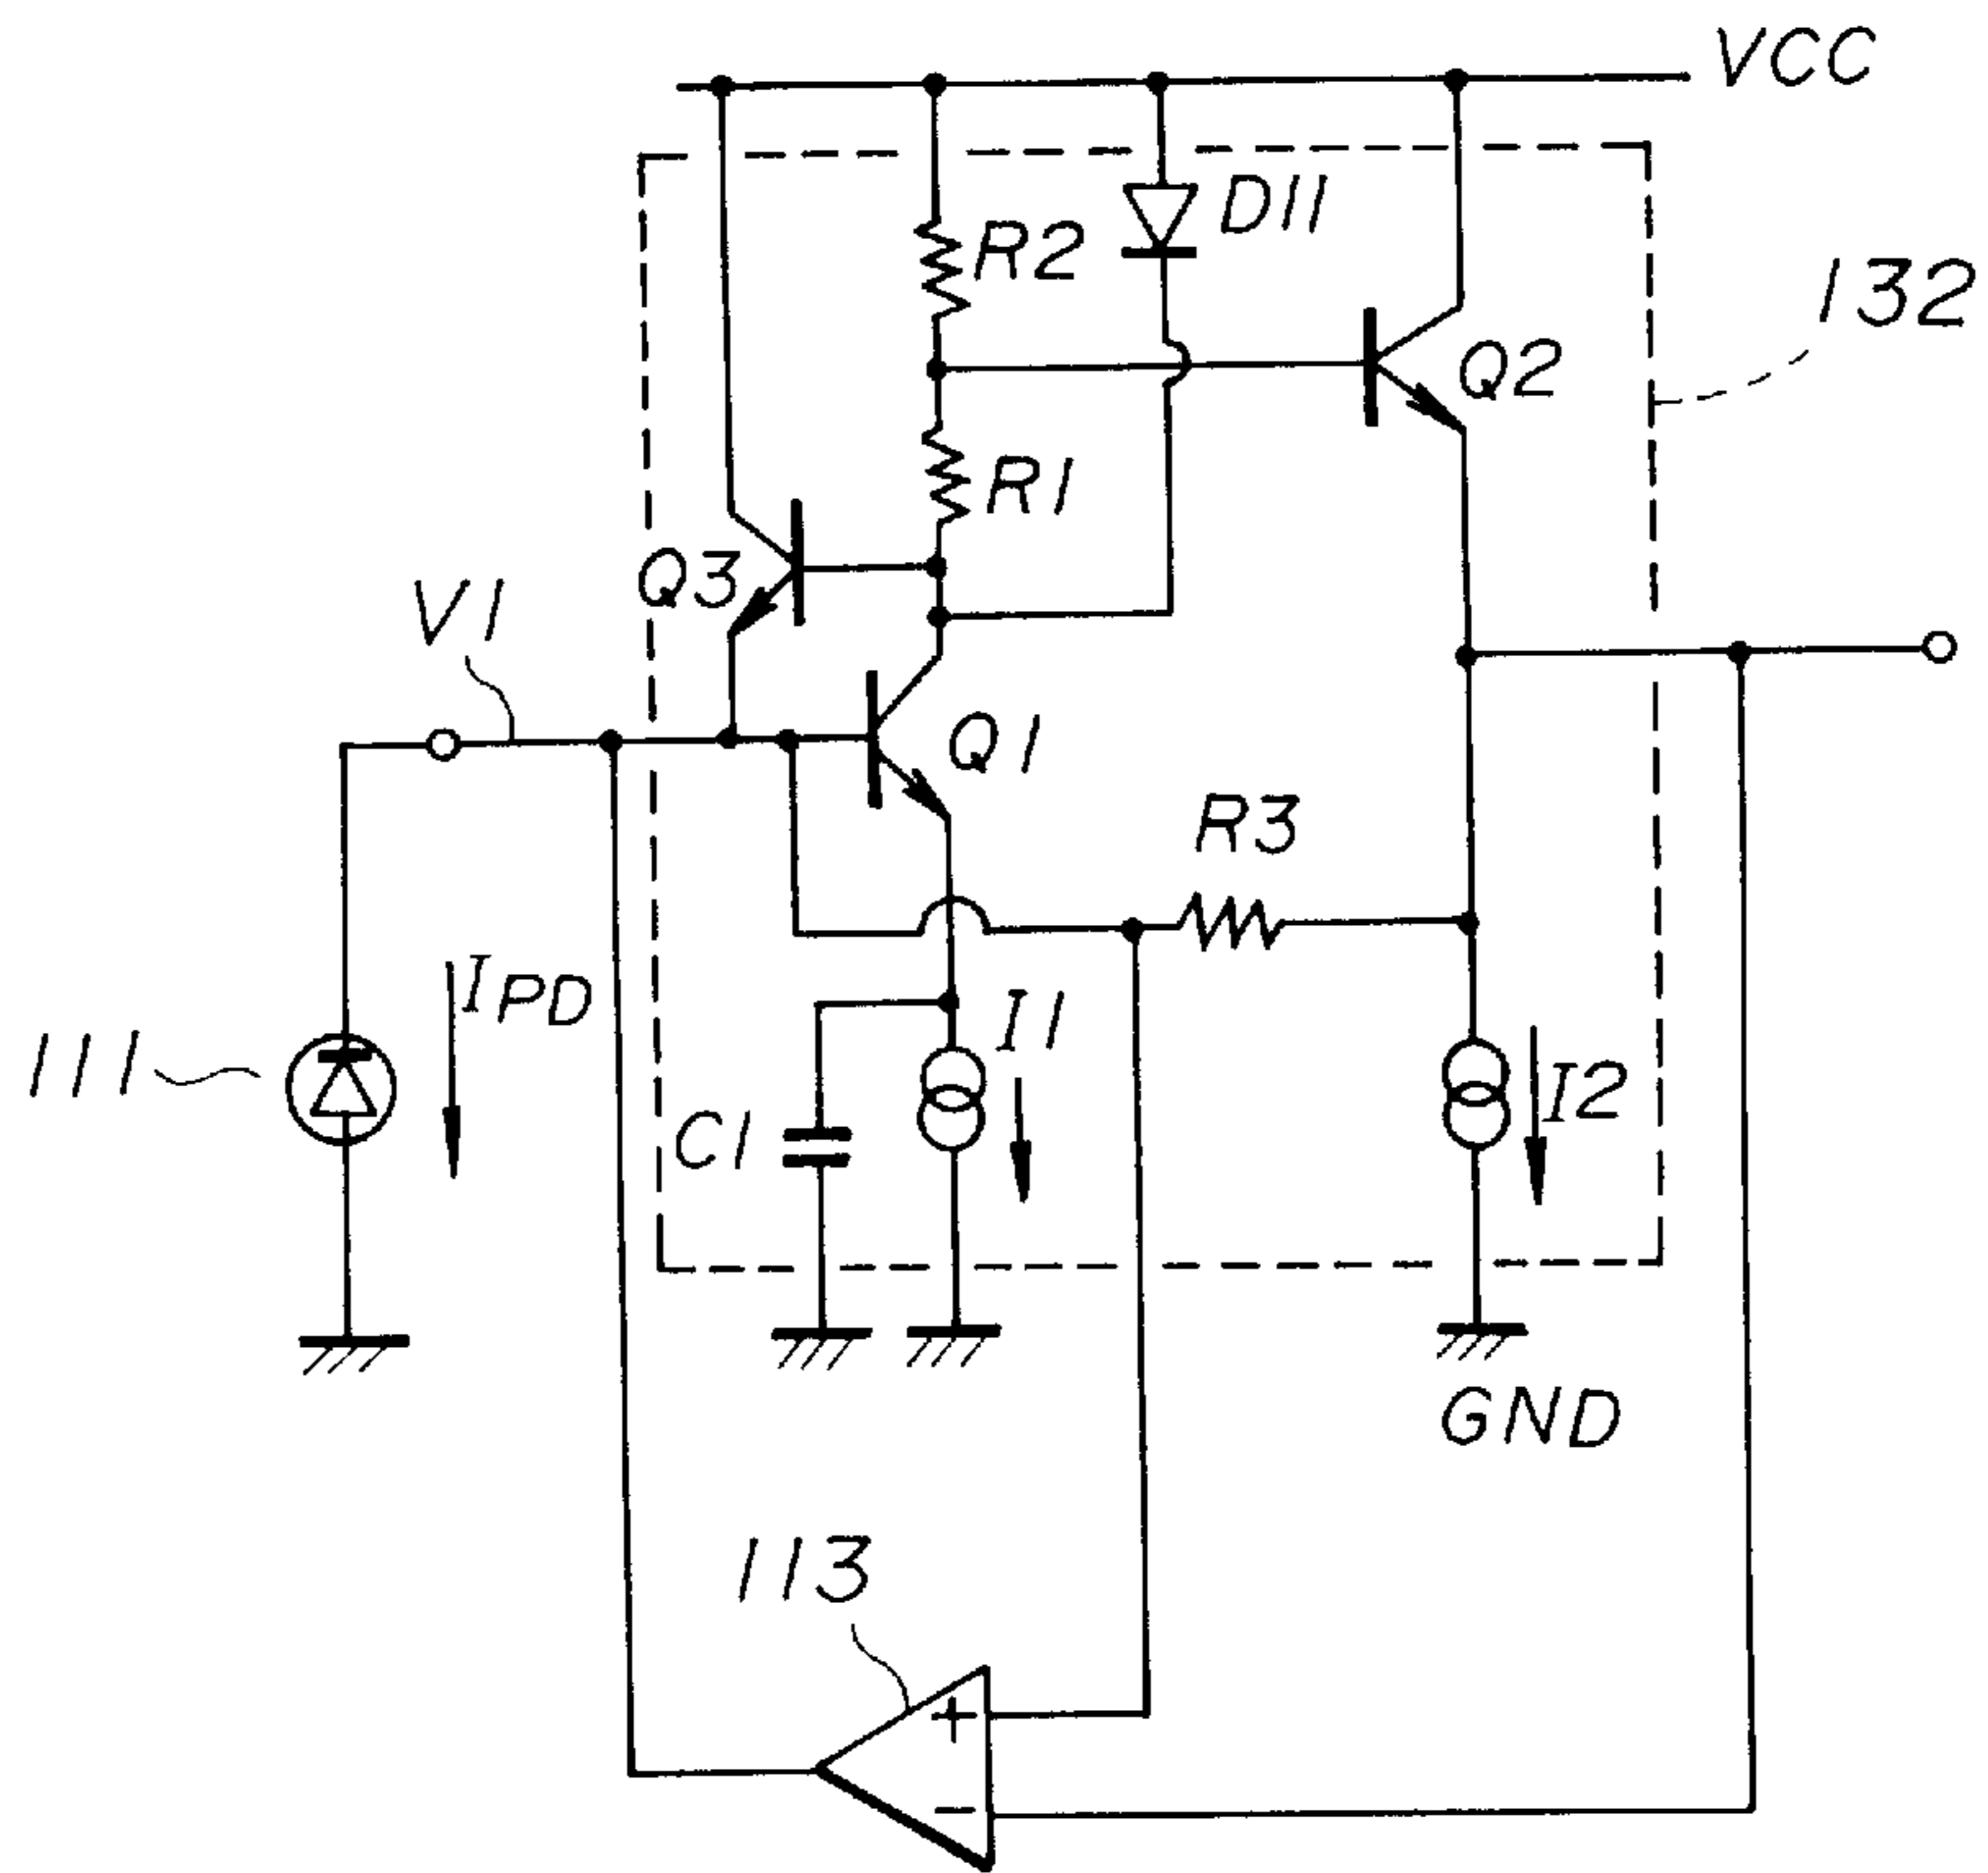 VCC
D11
R2
132
Q2
R1
Q3
V1
Q1
R3
IPD
I1
111
I2
C1
GND
113
+
−